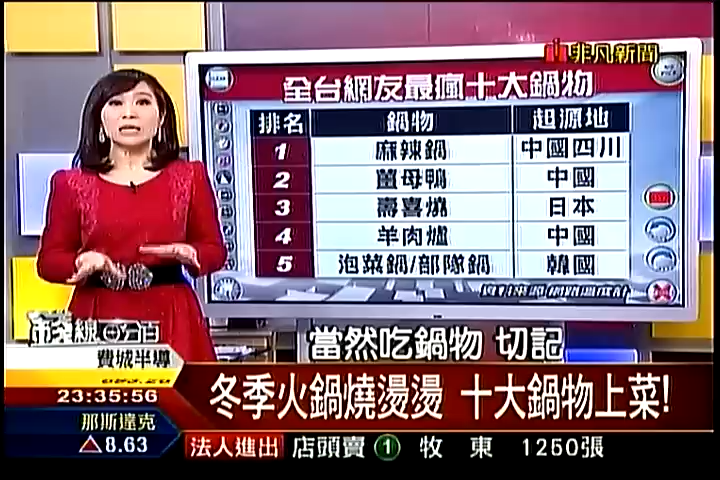 非凡新聞
全台網友最瘋十大鍋物
排名 鍋物 起源地
1 麻辣鍋 中國四川
2 薑母鴨 中國
3 壽喜燒 日本
4 羊肉爐 中國
5 泡菜鍋/部隊鍋 韓國
當然吃鍋物 切記
費城半導
23:35:56
冬季火鍋燒燙燙 十大鍋物上菜!
那斯達克
△8.63
法人進出 店頭賣 1 牧東 1250張